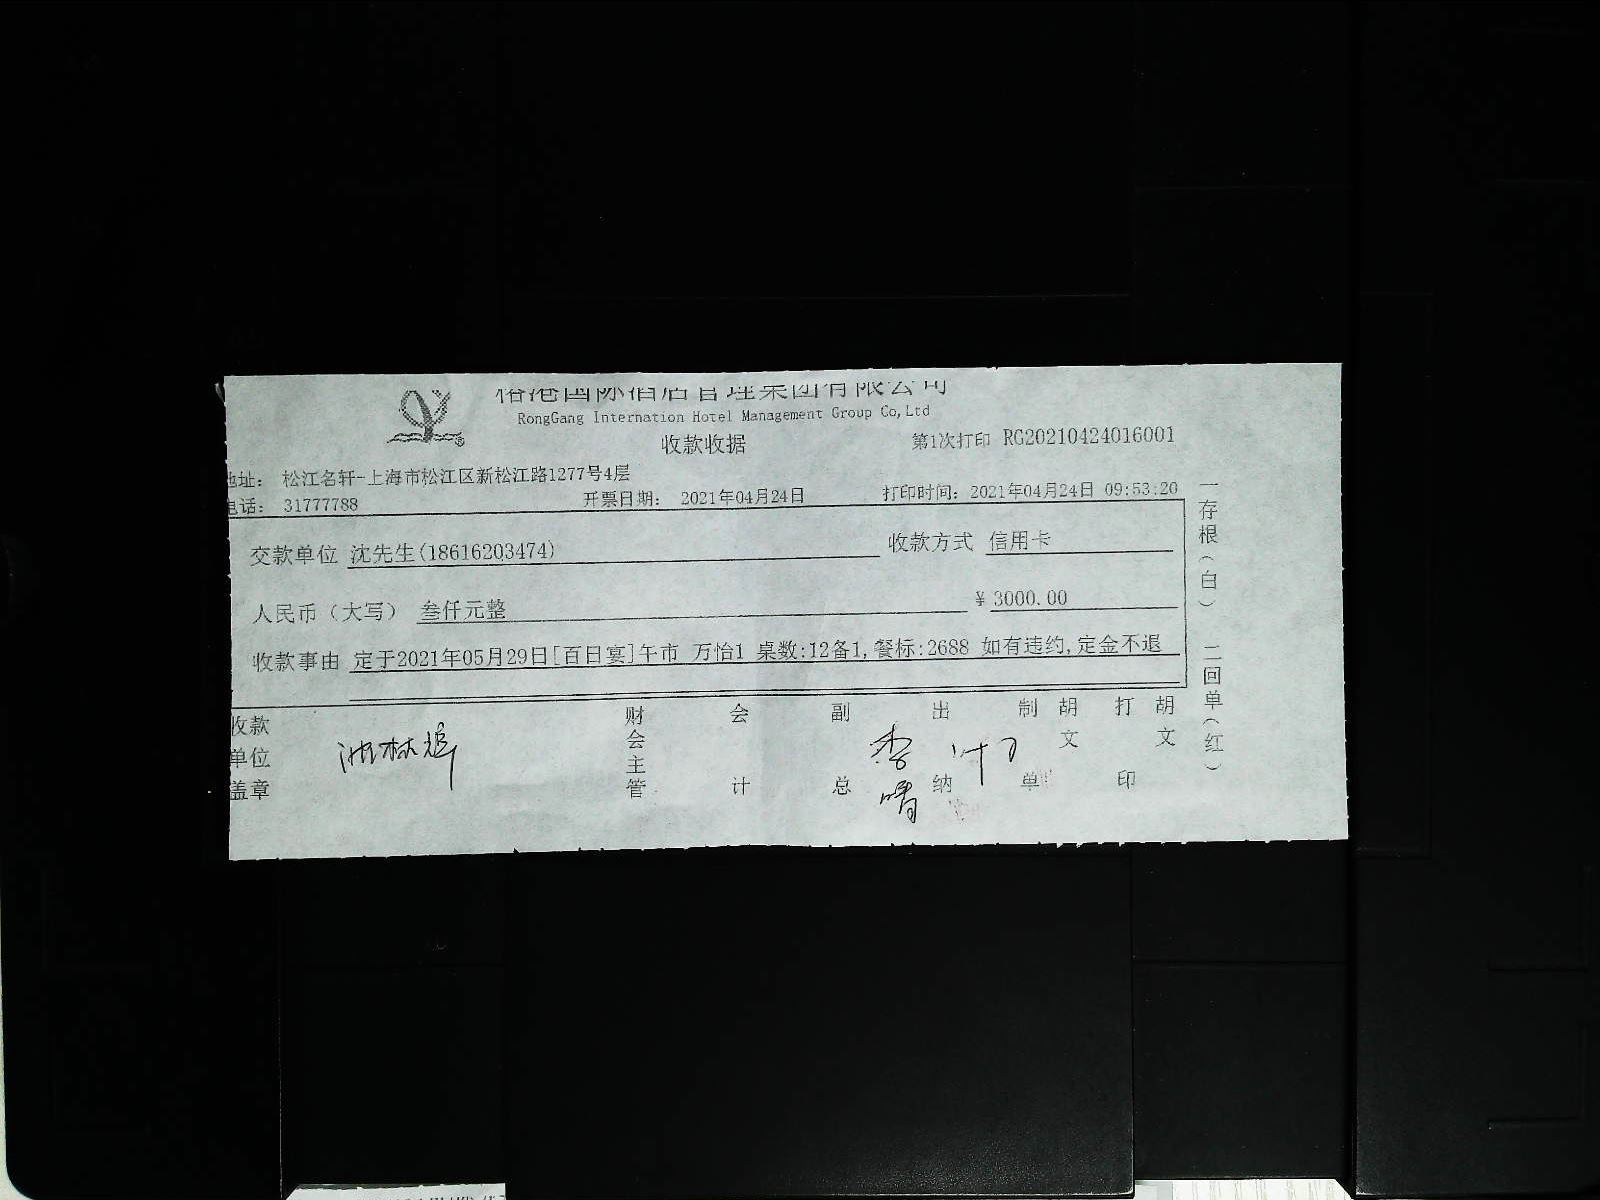 国际酒店管理集团有限公司
RongGang Internation Hotel Management Group Co,Ltd
收款收据
第1次打印 RG20210424016001
地址: 松江名轩-上海市松江区新松江路1277号4层
电话: 31777788 开票日期: 2021年04月24日 打印时间: 2021年04月24日 09:53:20
交款单位 沈先生(18616203474) 收款方式 信用卡
人民币(大写) 叁仟元整 ¥3000.00
收款事由 定于2021年05月29日[百日宴]午市 万怡1 桌数:12备1,餐标:2688 如有违约,定金不退
收款单位盖章
财会主管
会计
副总
出纳
李晴
制单
胡文
打印
胡文
一存根(白) 二回单(红)